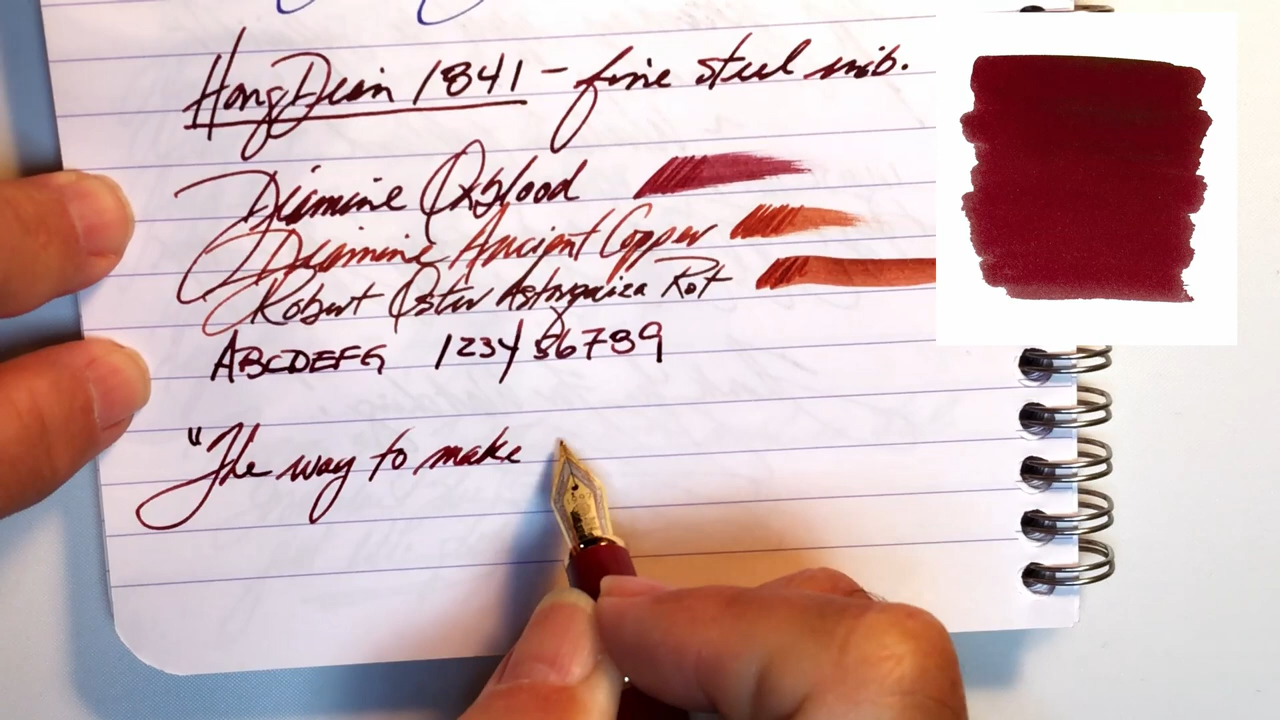 HongDian 1841 - fine steel nib.
Diamine Oxblood
Diamine Ancient Copper
Robert Oster Astorquiza Rot
ABCDEFG 123456789
"The way to make